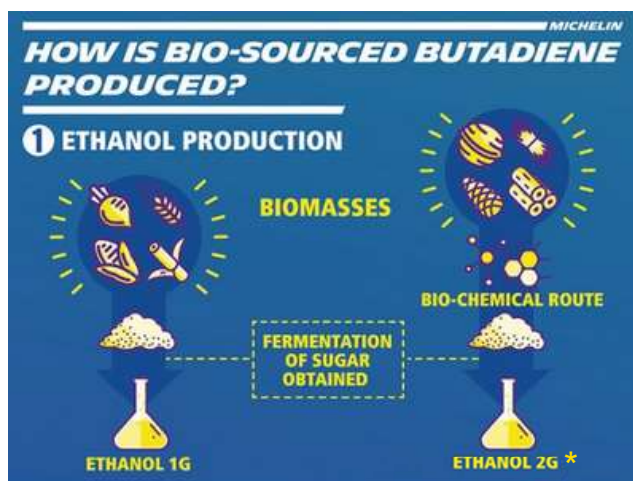 MICHELIN
HOW IS BIO-SOURCED BUTADIENE
PRODUCED?
1 ETHANOL PRODUCTION
BIOMASSES
BIO-CHEMICAL ROUTE
FERMENTATION
OF SUGAR
OBTAINED
ETHANOL 1G
ETHANOL 2G *